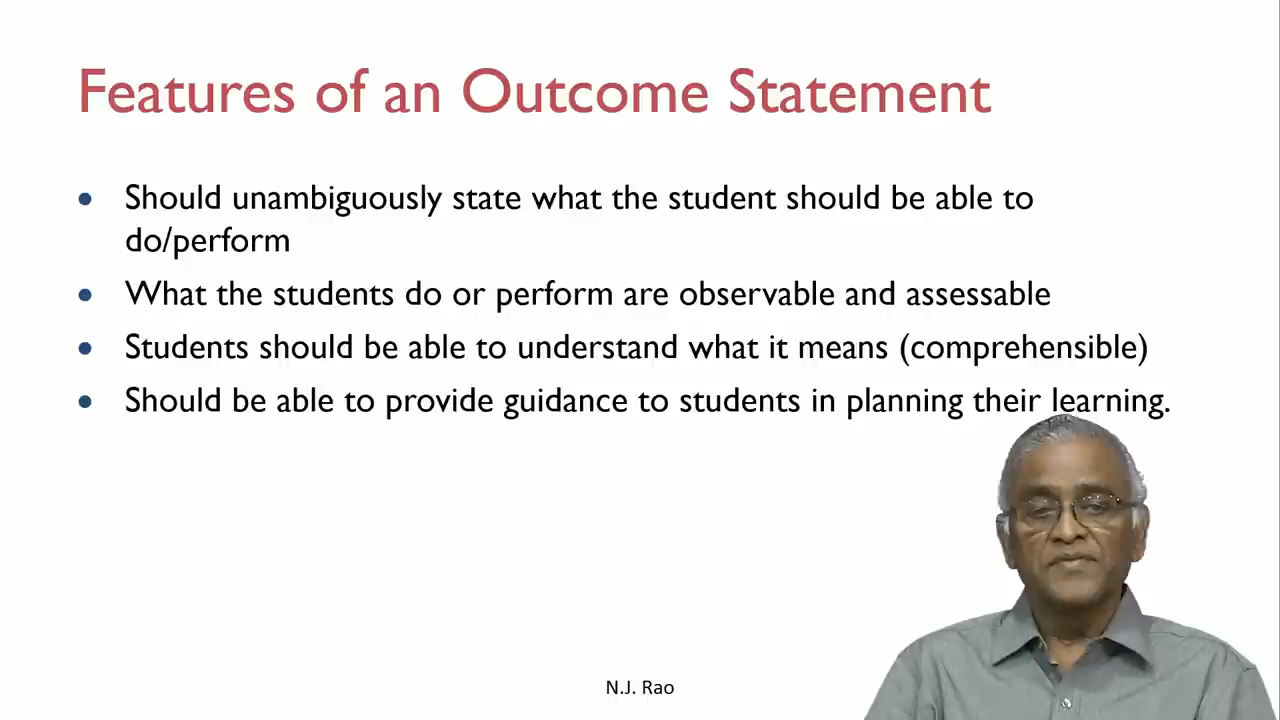 Features of an Outcome Statement
• Should unambiguously state what the student should be able to
do/perform
• What the students do or perform are observable and assessable
• Students should be able to understand what it means (comprehensible)
• Should be able to provide guidance to students in planning their learning.
N.J. Rao